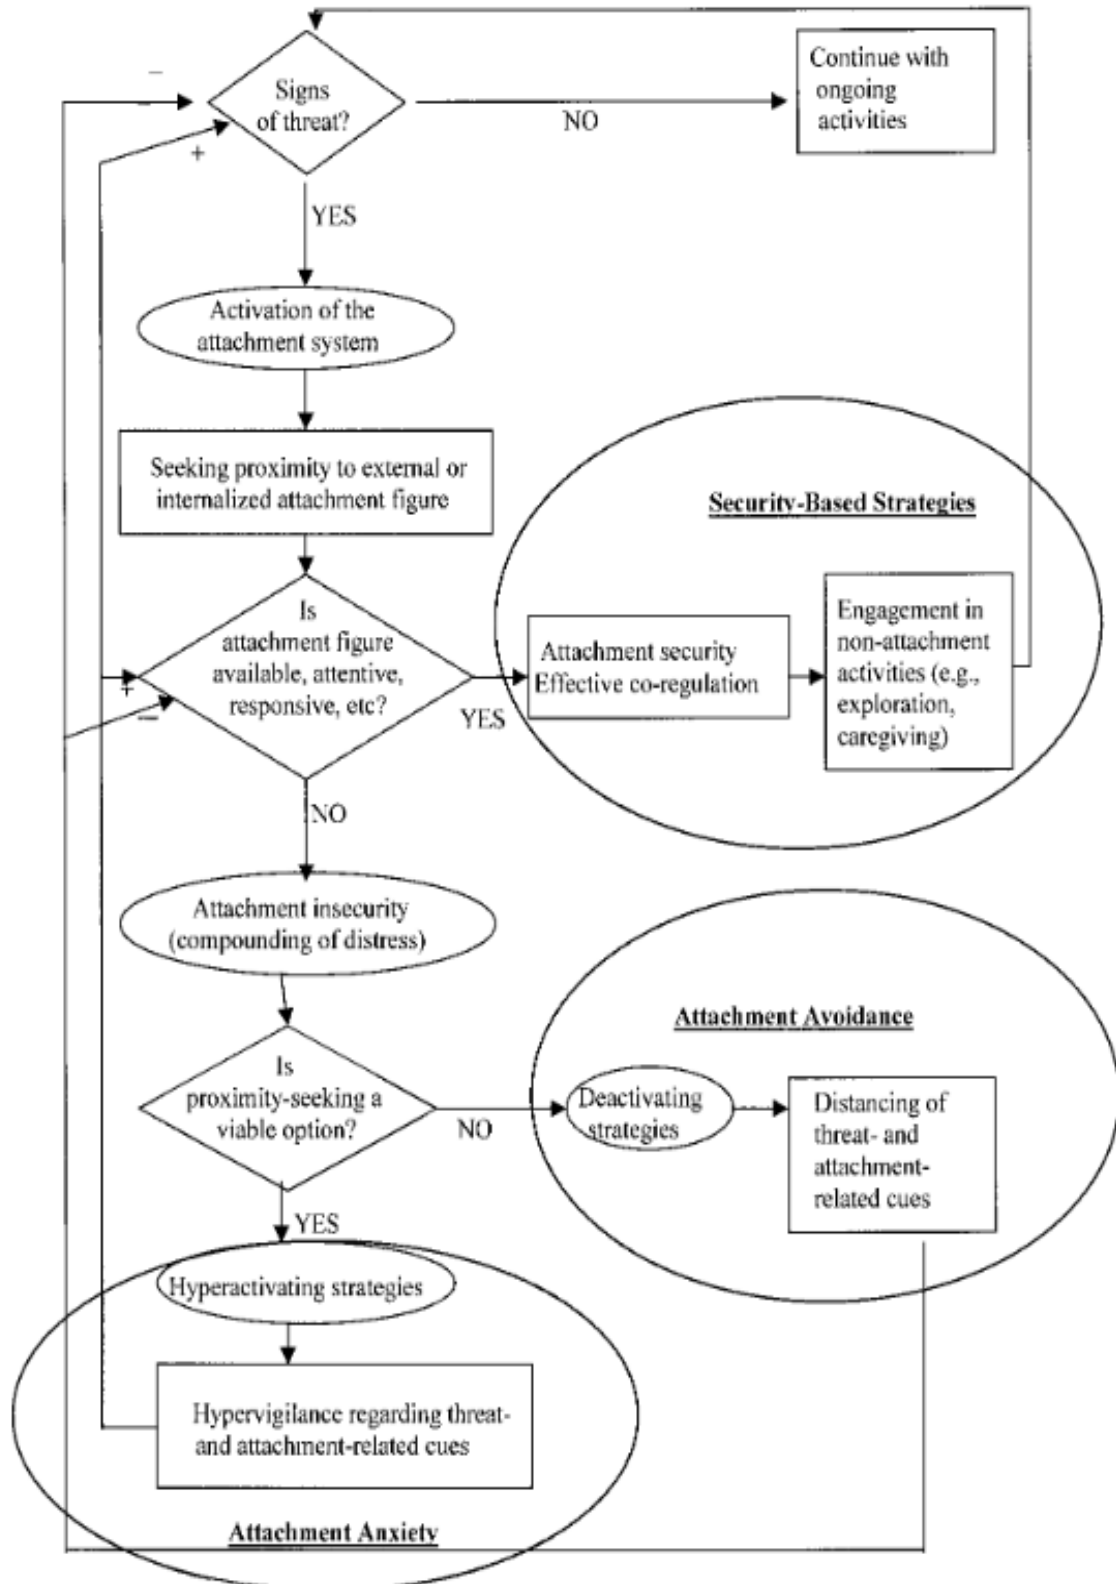 Signs
of threat?
NO
Continue with
ongoing
activities
–
–
+
YES
Activation of the
attachment system
Seeking proximity to external or
internalized attachment figure
Security-Based Strategies
Is
attachment figure
available, attentive,
responsive, etc?
+
–
YES
Attachment security
Effective co-regulation
Engagement in
non-attachment
activities (e.g.,
exploration,
caregiving)
NO
Attachment insecurity
(compounding of distress)
Attachment Avoidance
Is
proximity-seeking a
viable option?
NO
Deactivating
strategies
Distancing of
threat- and
attachment-
related cues
YES
Hyperactivating strategies
Hypervigilance regarding threat-
and attachment-related cues
Attachment Anxiety